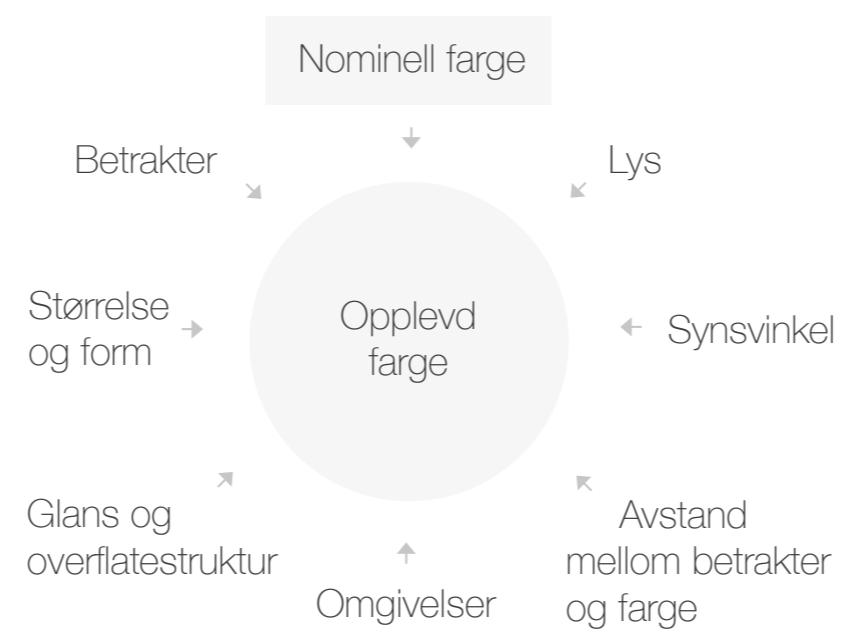 Nominell farge
Betrakter
Lys
Størrelse
og form
Opplevd
farge
Synsvinkel
Glans og
overflatestruktur
Omgivelser
Avstand
mellom betrakter
og farge